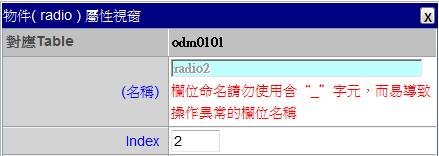 物件( radio ) 屬性視窗 X
對應Table odm0101
(名稱) radio2
欄位命名請勿使用含“_”字元，而易導致
操作異常的欄位名稱
Index 2